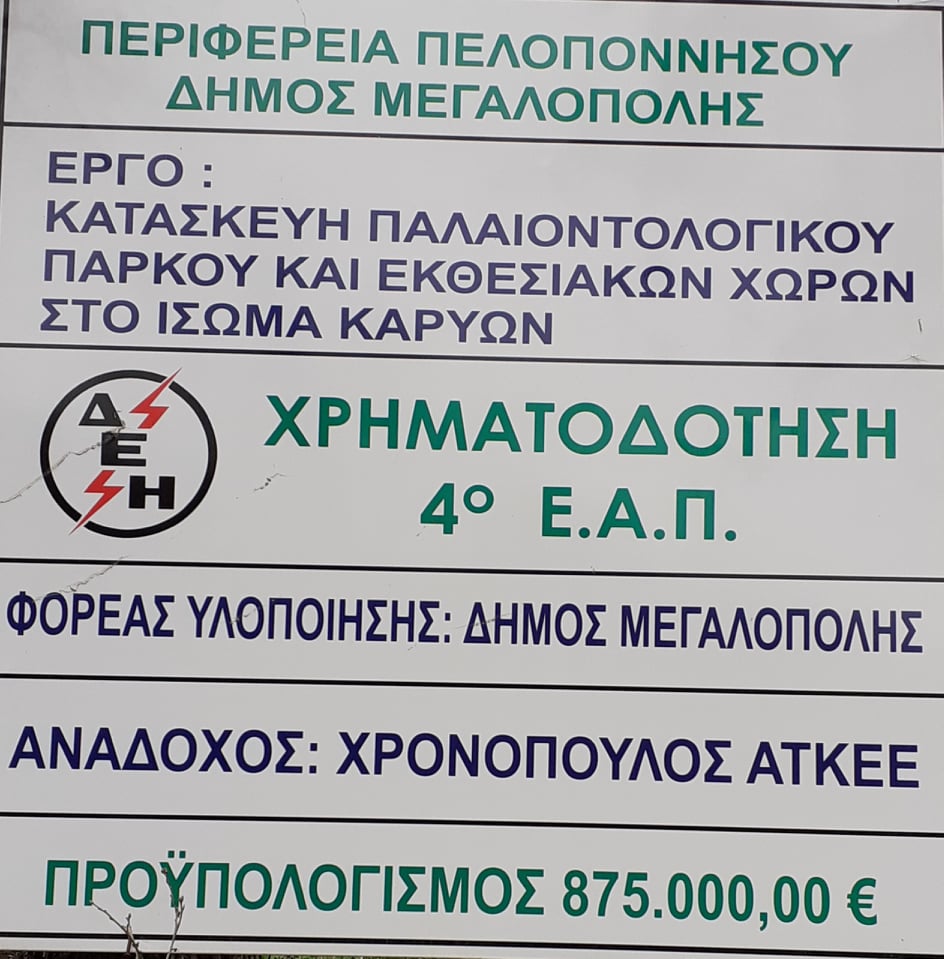 ΠΕΡΙΦΕΡΕΙΑ ΠΕΛΟΠΟΝΝΗΣΟΥ
ΔΗΜΟΣ ΜΕΓΑΛΟΠΟΛΗΣ
ΕΡΓΟ :
ΚΑΤΑΣΚΕΥΗ ΠΑΛΑΙΟΝΤΟΛΟΓΙΚΟΥ
ΠΑΡΚΟΥ ΚΑΙ ΕΚΘΕΣΙΑΚΩΝ ΧΩΡΩΝ
ΣΤΟ ΙΣΩΜΑ ΚΑΡΥΩΝ
ΔΕΗ
ΧΡΗΜΑΤΟΔΟΤΗΣΗ
4º Ε.Α.Π.
ΦΟΡΕΑΣ ΥΛΟΠΟΙΗΣΗΣ: ΔΗΜΟΣ ΜΕΓΑΛΟΠΟΛΗΣ
ΑΝΑΔΟΧΟΣ: ΧΡΟΝΟΠΟΥΛΟΣ ΑΤΚΕΕ
ΠΡΟΫΠΟΛΟΓΙΣΜΟΣ 875.000,00 €